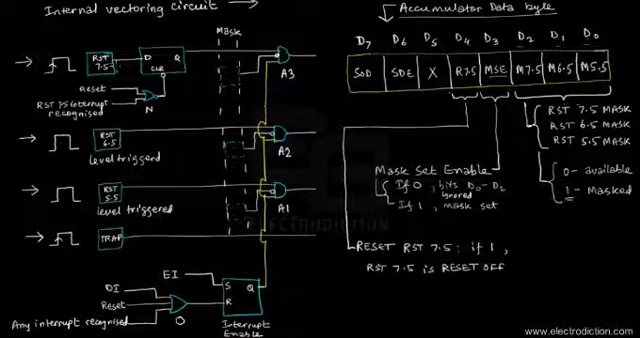 Internal vectoring circuit
Mask
RST 7.5
D Q
CLR
Reset
RST 7.5 interrupt recognised
N
A3
RST 6.5
level triggerd
A2
RST 5.5
level triggered
A1
TRAP
EI
DI
Reset
Any interrupt recognised
O
S Q
R
Interrupt Enable
Accumulator Data byte
D7 D6 D5 D4 D3 D2 D1 D0
SOD SDE X R7.5 MSE M7.5 M6.5 M5.5
RST 7.5 MASK
RST 6.5 MASK
RST 5.5 MASK
0 - available
1 - Masked
Mask Set Enable
If 0, bits D0 - D2 ignored
If 1, mask set
RESET RST 7.5 : if 1,
RST 7.5 is RESET OFF
Electrodiction
www.electrodiction.com